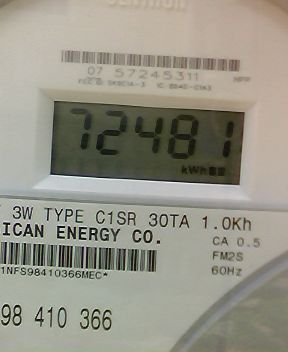 CENTRON
07 57245311
72481
kWh
3W TYPE C1SR 30TA 1.0Kh
ICAN ENERGY CO.
CA 0.5
FM2S
1NFS98410366MEC*
60Hz
98 410 366